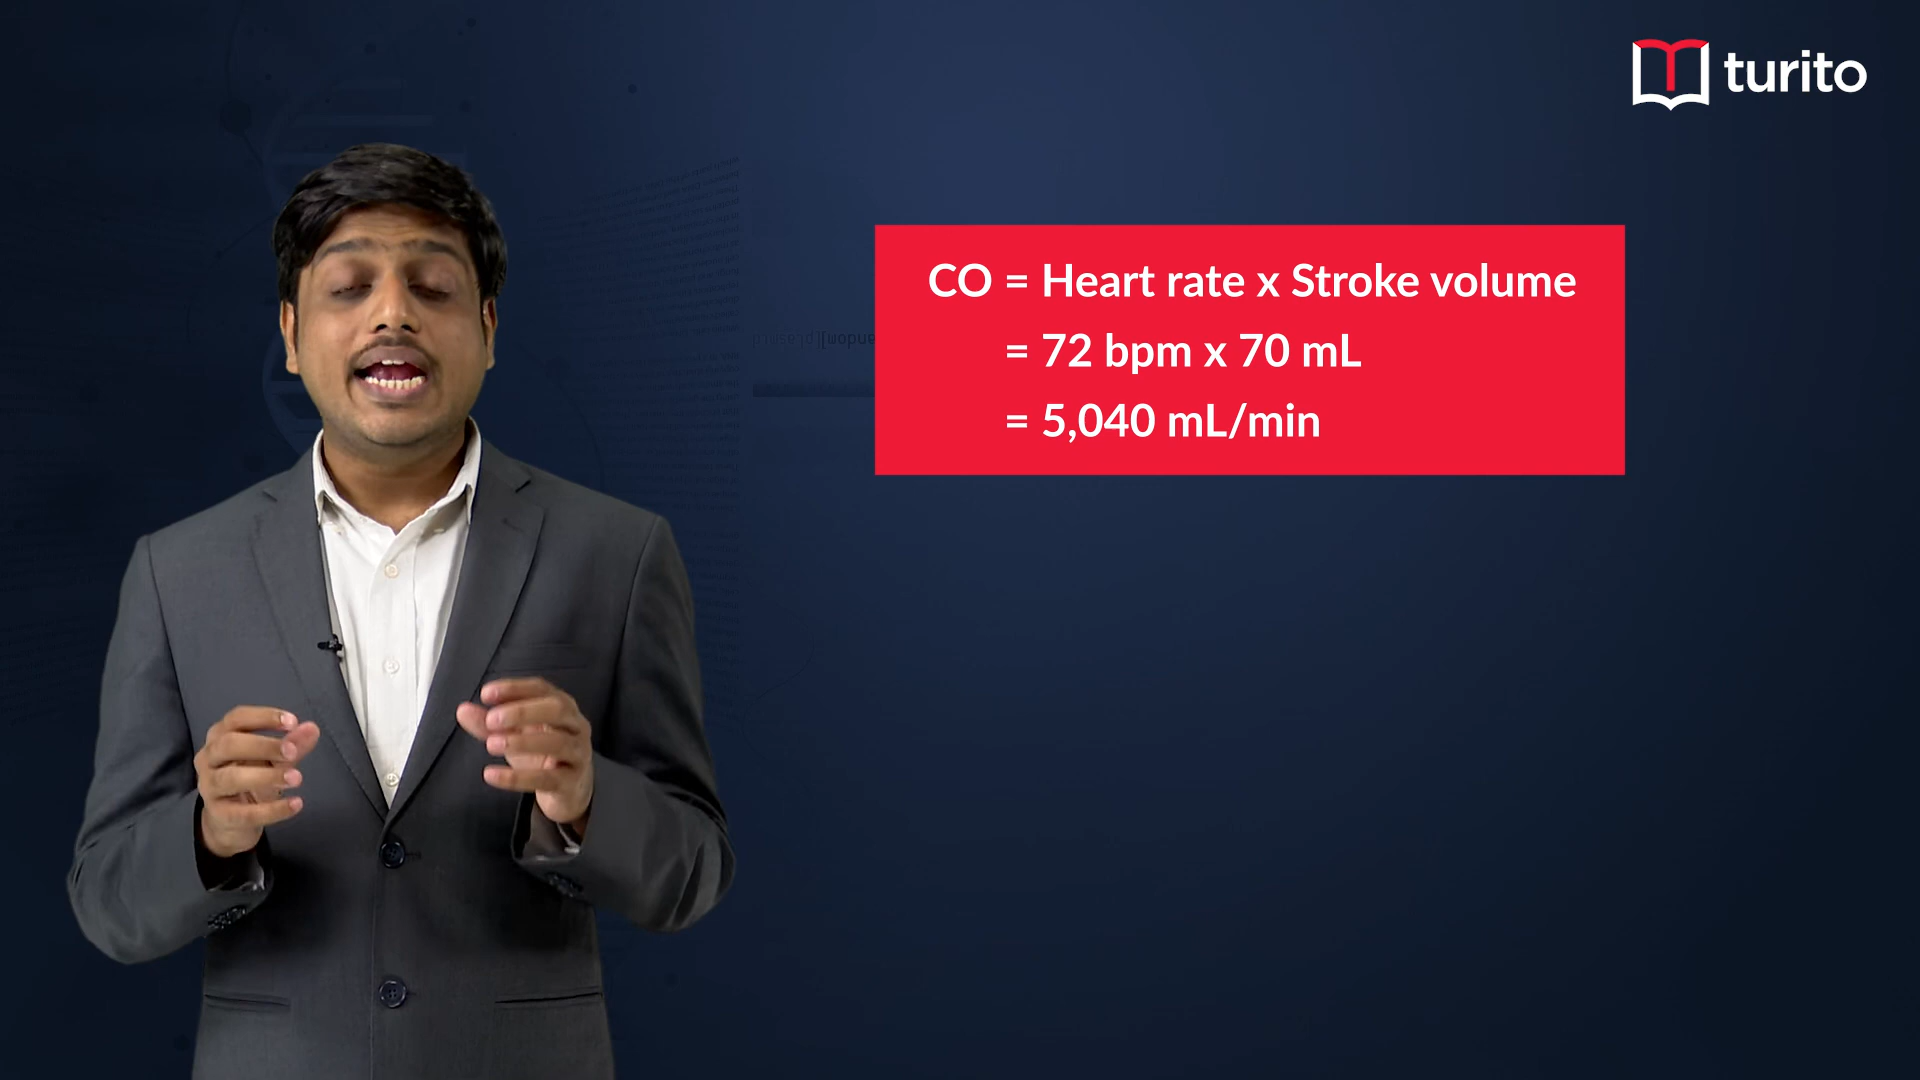 turito
CO = Heart rate x Stroke volume
= 72 bpm x 70 mL
= 5,040 mL/min